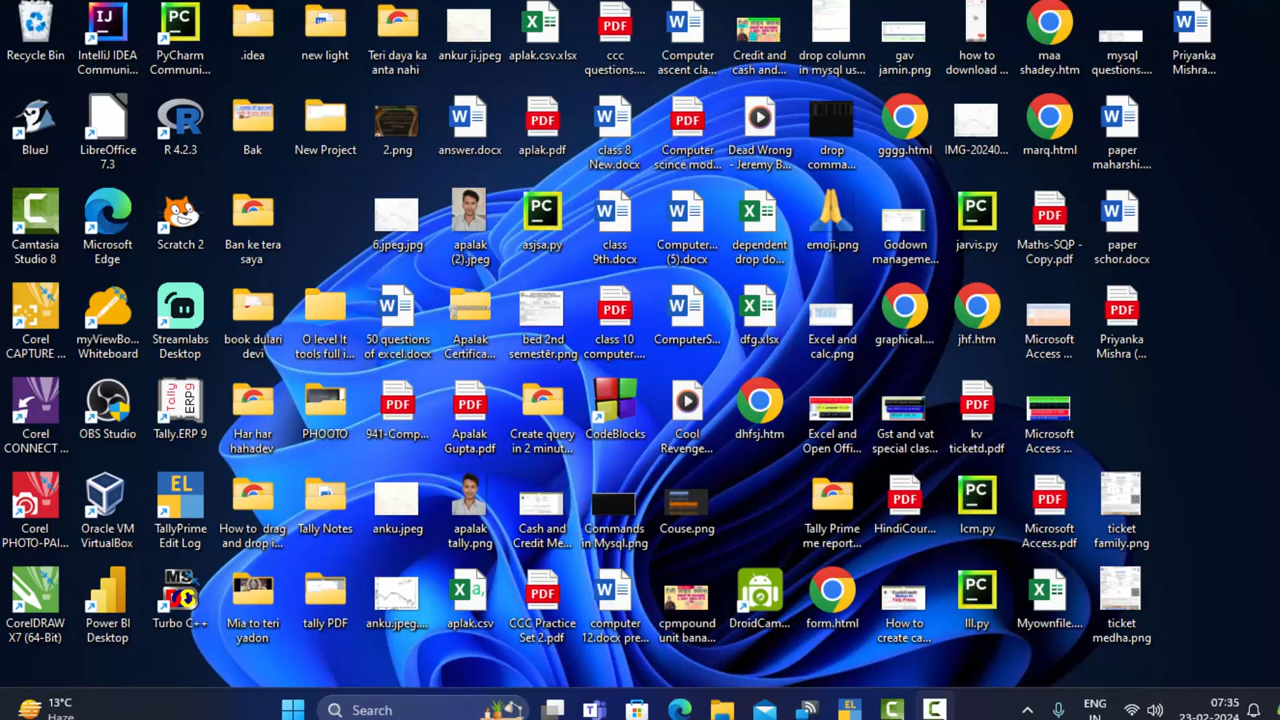 Recycle Bin
IntelliJ IDEA
Communi...
PyCharm
Communi...
.idea
new light
Teri daya ka
kanta nahi
ankur ji.jpeg
aplak.csv.xlsx
ccc
questions....
Computer
ascent cla...
Credit and
cash and...
drop column
in mysql us...
gav
jamin.png
how to
download ...
maa
shadey.htm
mysql
questions....
Priyanka
Mishra...
BlueJ
LibreOffice
7.3
R 4.2.3
Bak
New Project
2.png
answer.docx
aplak.pdf
class 8
New.docx
Computer
scince mod...
Dead Wrong
- Jeremy B...
drop
comma...
gggg.html
IMG-20240...
marq.html
paper
maharshi....
Camtasia
Studio 8
Microsoft
Edge
Scratch 2
Ban ke tera
saya
6.jpeg.jpg
apalak
(2).jpeg
asjsa.py
class
9th.docx
Computer...
(5).docx
dependent
drop do...
emoji.png
Godown
manageme...
jarvis.py
Maths-SQP -
Copy.pdf
paper
schor.docx
Corel
CAPTURE ...
myViewBo...
Whiteboard
Streamlabs
Desktop
book dulari
devi
O level It
tools full i...
50 questions
of excel.docx
Apalak
Certifica...
bed 2nd
semester.png
class 10
computer....
ComputerS...
dfg.xlsx
Excel and
calc.png
graphical....
jhf.htm
Microsoft
Access ...
Priyanka
Mishra (...
Corel
CONNECT ...
OBS Studio
Tally.ERP 9
Har har
hahadev
PHOOTO
941-Comp...
Apalak
Gupta.pdf
Create query
in 2 minut...
CodeBlocks
Cool
Revenge...
dhfsj.htm
Excel and
Open Offi...
Gst and vat
special clas...
kv
ticketd.pdf
Microsoft
Access ...
Corel
PHOTO-PAI...
Oracle VM
VirtualBox
TallyPrime
Edit Log
How to drag
and drop i...
Tally Notes
anku.jpeg
apalak
tally.png
Cash and
Credit Me...
Commands
in Mysql.png
Couse.png
Tally Prime
me report...
HindiCour...
lcm.py
Microsoft
Access.pdf
ticket
family.png
CorelDRAW
X7 (64-Bit)
Power BI
Desktop
Turbo C++
Mia to teri
yadon
tally PDF
anku.jpeg....
aplak.csv
CCC Practice
Set 2.pdf
computer
12.docx pre...
cpmpound
unit bana...
DroidCam...
form.html
How to
create ca...
lll.py
Myownfile....
ticket
medha.png
13°C
Haze
Search
ENG
IN
07:35
23-02-2024